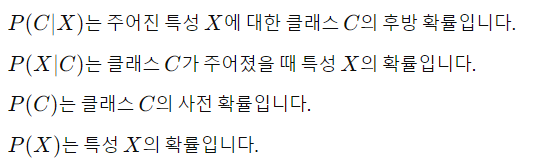 P(C|X)는 주어진 특성 X에 대한 클래스 C의 후방 확률입니다.
P(X|C)는 클래스 C가 주어졌을 때 특성 X의 확률입니다.
P(C)는 클래스 C의 사전 확률입니다.
P(X)는 특성 X의 확률입니다.